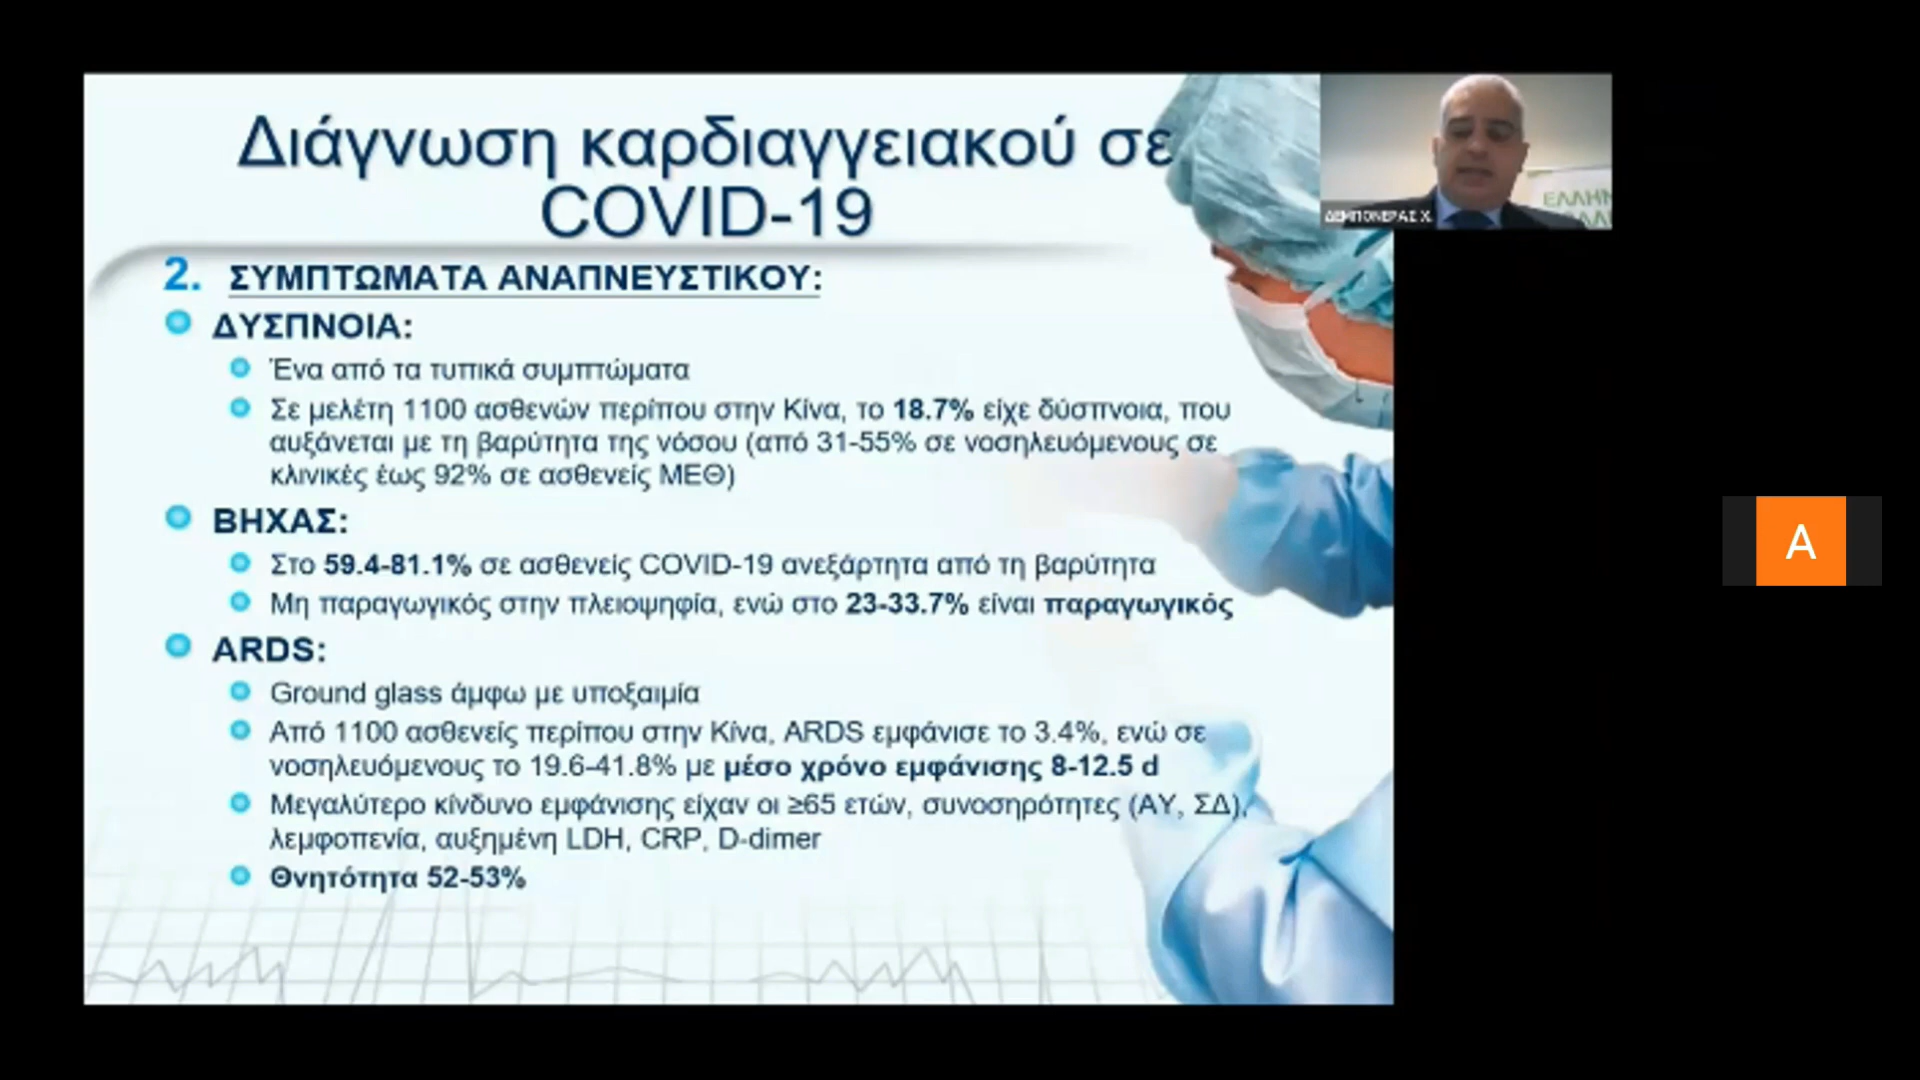 Διάγνωση καρδιαγγειακού σε
COVID-19
2. ΣΥΜΠΤΩΜΑΤΑ ΑΝΑΠΝΕΥΣΤΙΚΟΥ:
ΔΥΣΠΝΟΙΑ:
Ένα από τα τυπικά συμπτώματα
Σε μελέτη 1100 ασθενών περίπου στην Κίνα, το 18.7% είχε δύσπνοια, που
αυξάνεται με τη βαρύτητα της νόσου (από 31-55% σε νοσηλευόμενους σε
κλινικές έως 92% σε ασθενείς ΜΕΘ)
ΒΗΧΑΣ:
Στο 59.4-81.1% σε ασθενείς COVID-19 ανεξάρτητα από τη βαρύτητα
Μη παραγωγικός στην πλειοψηφία, ενώ στο 23-33.7% είναι παραγωγικός
ARDS:
Ground glass άμφω με υποξαιμία
Από 1100 ασθενείς περίπου στην Κίνα, ARDS εμφάνισε το 3.4%, ενώ σε
νοσηλευόμενους το 19.6-41.8% με μέσο χρόνο εμφάνισης 8-12.5 d
Μεγαλύτερο κίνδυνο εμφάνισης είχαν οι ≥65 ετών, συνοσηρότητες (ΑΥ, ΣΔ),
λεμφοπενία, αυξημένη LDH, CRP, D-dimer
Θνητότητα 52-53%
ΔΕΜΠΟΝΕΡΑΣ Χ.
ΕΛΛΗΝ
A